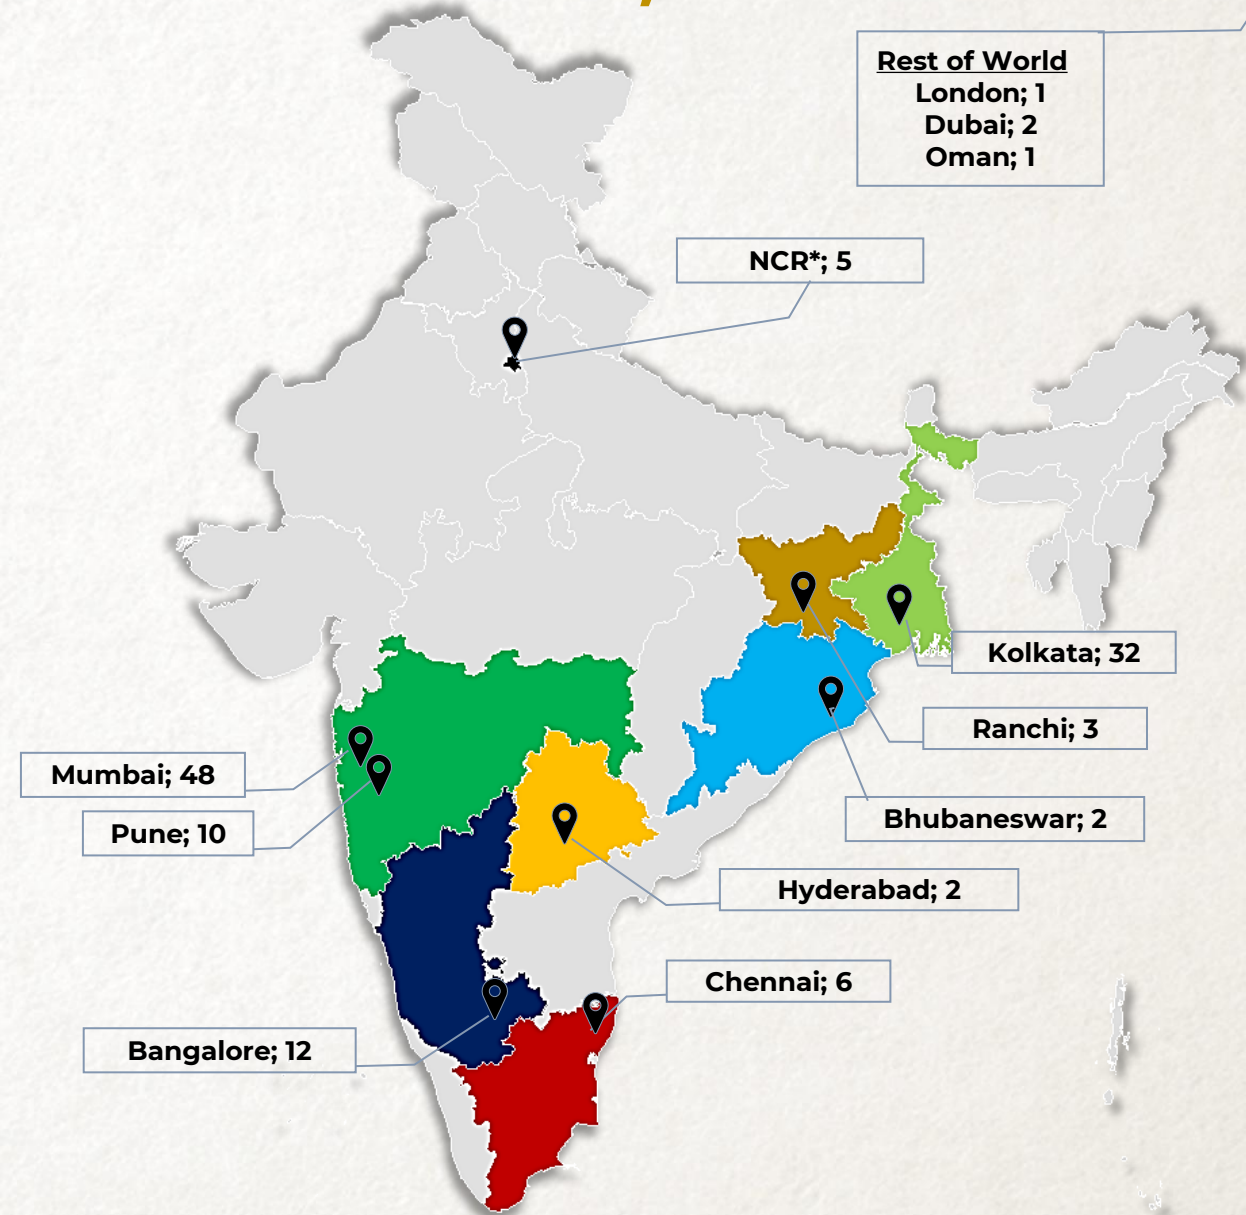 Rest of World
London; 1
Dubai; 2
Oman; 1
NCR*; 5
Kolkata; 32
Ranchi; 3
Mumbai; 48
Bhubaneswar; 2
Pune; 10
Hyderabad; 2
Chennai; 6
Bangalore; 12